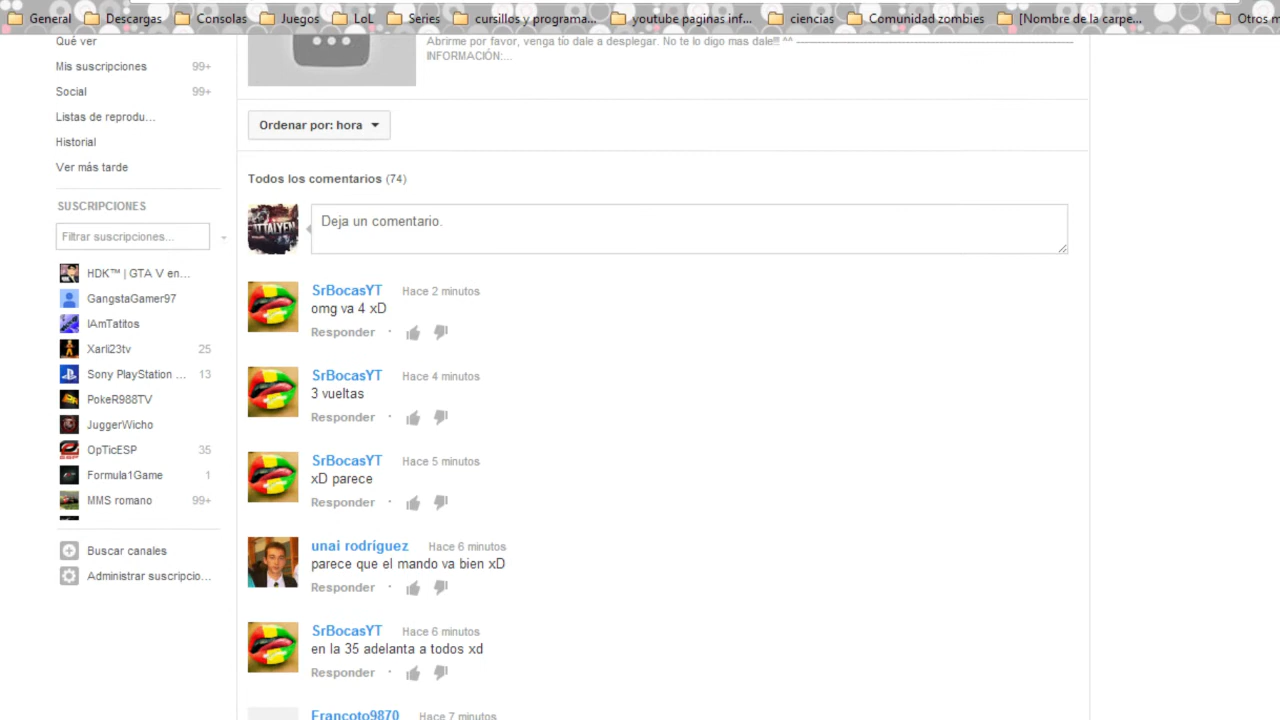 General Descargas Consolas Juegos LoL Series cursillos y programa... youtube paginas inf... ciencias Comunidad zombies [Nombre de la carpe... Otros m
Qué ver
Mis suscripciones 99+
Social 99+
Listas de reprodu...
Historial
Ver más tarde
SUSCRIPCIONES
Filtrar suscripciones...
HDK™ | GTA V en...
GangstaGamer97
IAmTatitos
Xarli23tv 25
Sony PlayStation ... 13
PokeR988TV
JuggerWicho
OpTicESP 35
Formula1Game 1
MMS romano 99+
Buscar canales
Administrar suscripcio...
Abrirme por favor, venga tío dale a desplegar. No te lo digo mas dale!!! ^^
INFORMACIÓN:...
Ordenar por: hora
Todos los comentarios (74)
Deja un comentario.
SrBocasYT Hace 2 minutos
omg va 4 xD
Responder ·
SrBocasYT Hace 4 minutos
3 vueltas
Responder ·
SrBocasYT Hace 5 minutos
xD parece
Responder ·
unai rodríguez Hace 6 minutos
parece que el mando va bien xD
Responder ·
SrBocasYT Hace 6 minutos
en la 35 adelanta a todos xd
Responder ·
Francoto9870 Hace 7 minutos